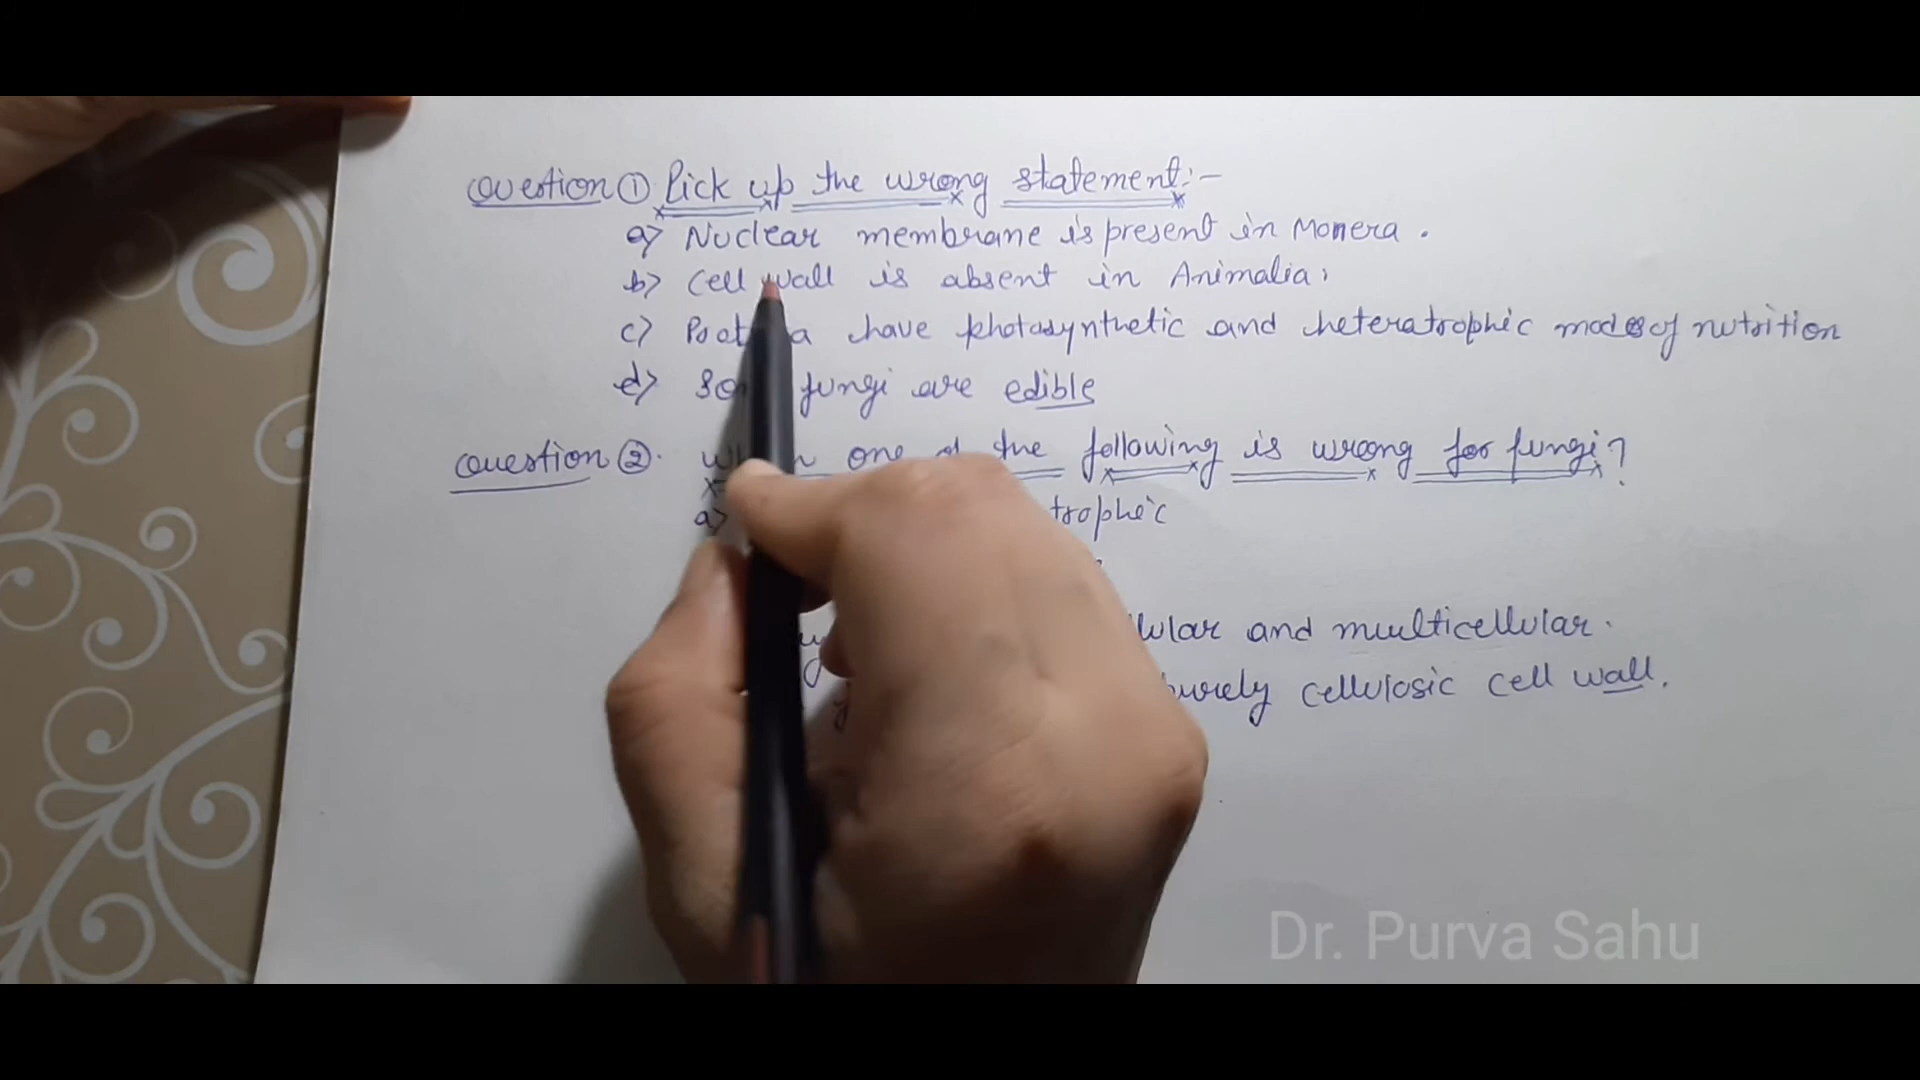 Question ① Pick up the wrong statement:-
a) Nuclear membrane is present in Monera.
b) Cell wall is absent in Animalia.
c) have photosynthetic and heteratrophic modes of nutrition
d) fungi are edible
Question ②. one the following is wrong for fungi?
a) trophic
and multicellular.
purely cellulosic cell wall.
Dr. Purva Sahu